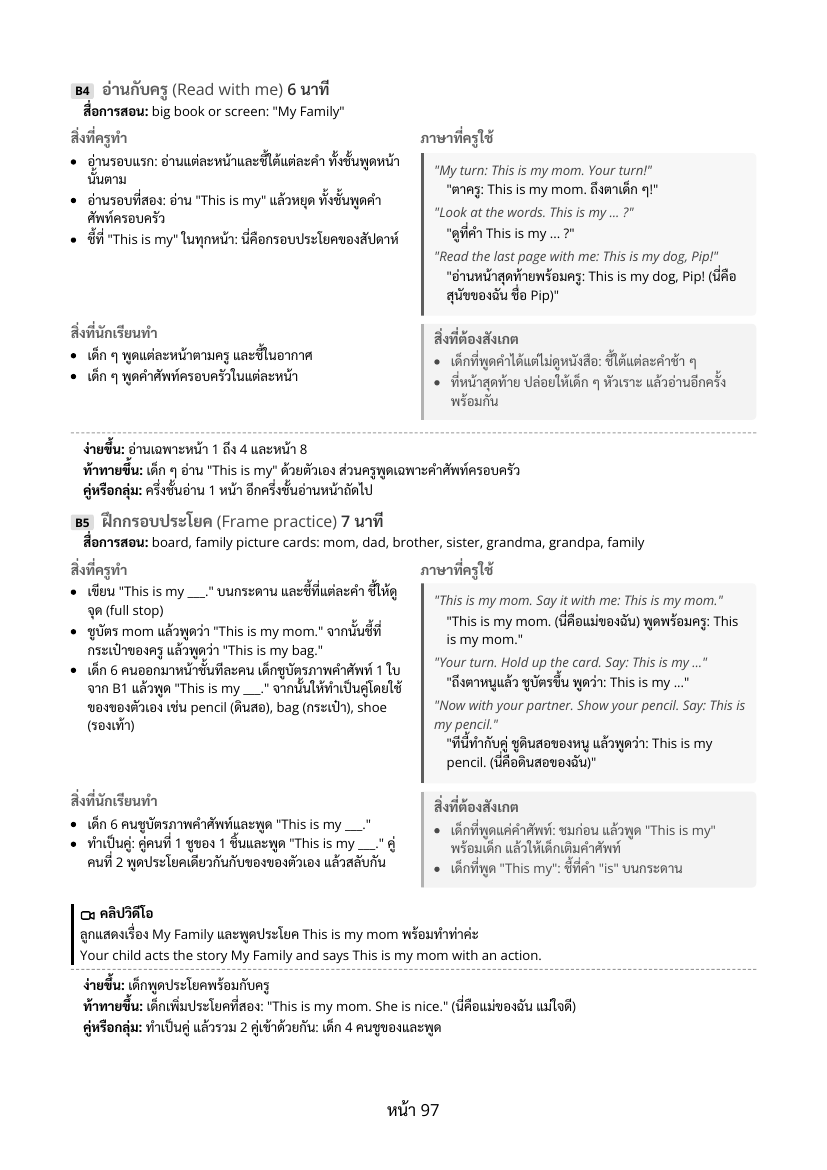 B4 อ่านกับครู (Read with me) 6 นาที
สื่อการสอน: big book or screen: "My Family"
สิ่งที่ครูทำ
อ่านรอบแรก: อ่านแต่ละหน้าและชี้ใต้แต่ละคำ ทั้งชั้นพูดหน้า
นั้นตาม
อ่านรอบที่สอง: อ่าน "This is my" แล้วหยุด ทั้งชั้นพูดคำ
ศัพท์ครอบครัว
ชี้ที่ "This is my" ในทุกหน้า: นี่คือกรอบประโยคของสัปดาห์
ภาษาที่ครูใช้
"My turn: This is my mom. Your turn!"
"ตาครู: This is my mom. ถึงตาเด็ก ๆ!"
"Look at the words. This is my … ?"
"ดูที่คำ This is my … ?"
"Read the last page with me: This is my dog, Pip!"
"อ่านหน้าสุดท้ายพร้อมครู: This is my dog, Pip! (นี่คือ
สุนัขของฉัน ชื่อ Pip)"
สิ่งที่นักเรียนทำ
เด็ก ๆ พูดแต่ละหน้าตามครู และชี้ในอากาศ
เด็ก ๆ พูดคำศัพท์ครอบครัวในแต่ละหน้า
สิ่งที่ต้องสังเกต
เด็กที่พูดคำได้แต่ไม่ดูหนังสือ: ชี้ใต้แต่ละคำช้า ๆ
ที่หน้าสุดท้าย ปล่อยให้เด็ก ๆ หัวเราะ แล้วอ่านอีกครั้ง
พร้อมกัน
ง่ายขึ้น: อ่านเฉพาะหน้า 1 ถึง 4 และหน้า 8
ท้าทายขึ้น: เด็ก ๆ อ่าน "This is my" ด้วยตัวเอง ส่วนครูพูดเฉพาะคำศัพท์ครอบครัว
คู่หรือกลุ่ม: ครึ่งชั้นอ่าน 1 หน้า อีกครึ่งชั้นอ่านหน้าถัดไป
B5 ฝึกกรอบประโยค (Frame practice) 7 นาที
สื่อการสอน: board, family picture cards: mom, dad, brother, sister, grandma, grandpa, family
สิ่งที่ครูทำ
เขียน "This is my ___." บนกระดาน และชี้ที่แต่ละคำ ชี้ให้ดู
จุด (full stop)
ชูบัตร mom แล้วพูดว่า "This is my mom." จากนั้นชี้ที่
กระเป๋าของครู แล้วพูดว่า "This is my bag."
เด็ก 6 คนออกมาหน้าชั้นทีละคน เด็กชูบัตรภาพคำศัพท์ 1 ใบ
จาก B1 แล้วพูด "This is my ___." จากนั้นให้ทำเป็นคู่โดยใช้
ของของตัวเอง เช่น pencil (ดินสอ), bag (กระเป๋า), shoe
(รองเท้า)
ภาษาที่ครูใช้
"This is my mom. Say it with me: This is my mom."
"This is my mom. (นี่คือแม่ของฉัน) พูดพร้อมครู: This
is my mom."
"Your turn. Hold up the card. Say: This is my …"
"ถึงตาหนูแล้ว ชูบัตรขึ้น พูดว่า: This is my …"
"Now with your partner. Show your pencil. Say: This is
my pencil."
"ทีนี้ทำกับคู่ ชูดินสอของหนู แล้วพูดว่า: This is my
pencil. (นี่คือดินสอของฉัน)"
สิ่งที่นักเรียนทำ
เด็ก 6 คนชูบัตรภาพคำศัพท์และพูด "This is my ___."
ทำเป็นคู่: คู่คนที่ 1 ชูของ 1 ชิ้นและพูด "This is my ___." คู่
คนที่ 2 พูดประโยคเดียวกันกับของของตัวเอง แล้วสลับกัน
สิ่งที่ต้องสังเกต
เด็กที่พูดแค่คำศัพท์: ชมก่อน แล้วพูด "This is my"
พร้อมเด็ก แล้วให้เด็กเติมคำศัพท์
เด็กที่พูด "This my": ชี้ที่คำ "is" บนกระดาน
คลิปวิดีโอ
ลูกแสดงเรื่อง My Family และพูดประโยค This is my mom พร้อมทำท่าค่ะ
Your child acts the story My Family and says This is my mom with an action.
ง่ายขึ้น: เด็กพูดประโยคพร้อมกับครู
ท้าทายขึ้น: เด็กเพิ่มประโยคที่สอง: "This is my mom. She is nice." (นี่คือแม่ของฉัน แม่ใจดี)
คู่หรือกลุ่ม: ทำเป็นคู่ แล้วรวม 2 คู่เข้าด้วยกัน: เด็ก 4 คนชูของและพูด
หน้า 97